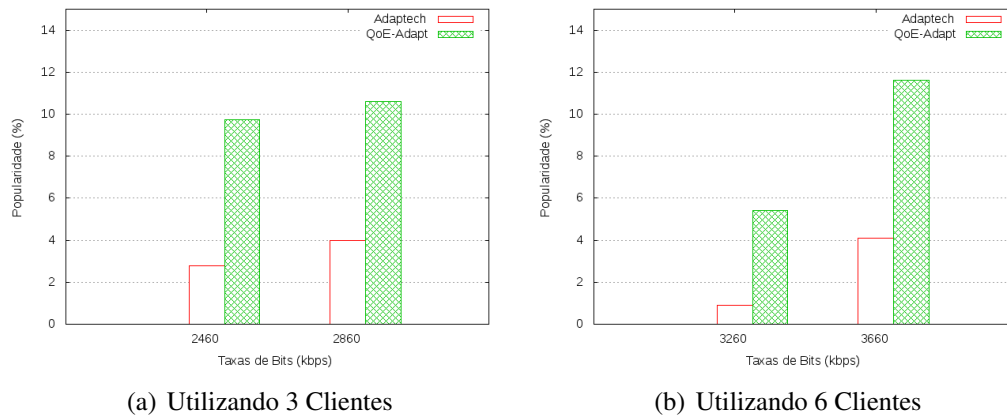 Adaptech
QoE-Adapt
14
12
10
8
6
4
2
0
Popularidade (%)
2460 2860
Taxas de Bits (kbps)
(a) Utilizando 3 Clientes
Adaptech
QoE-Adapt
14
12
10
8
6
4
2
0
Popularidade (%)
3260 3660
Taxas de Bits (kbps)
(b) Utilizando 6 Clientes